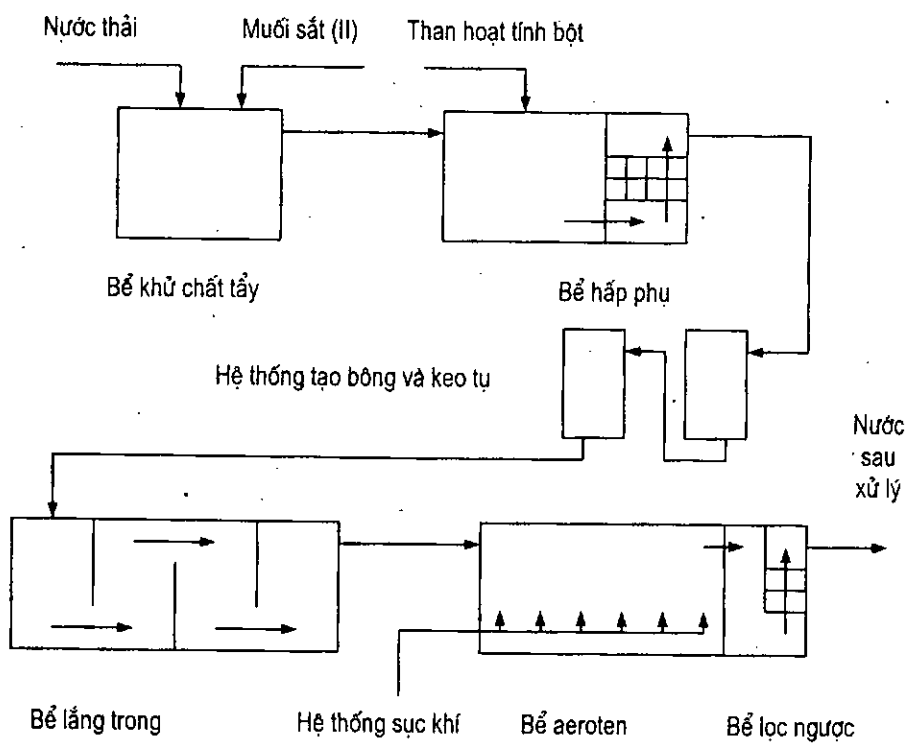 Nước thải
Muối sắt (II)
Than hoạt tính bột
Bể khử chất tẩy
Bể hấp phụ
Hệ thống tạo bông và keo tụ
Nước
sau
xử lý
Bể lắng trong
Hệ thống sục khí
Bể aeroten
Bể lọc ngược